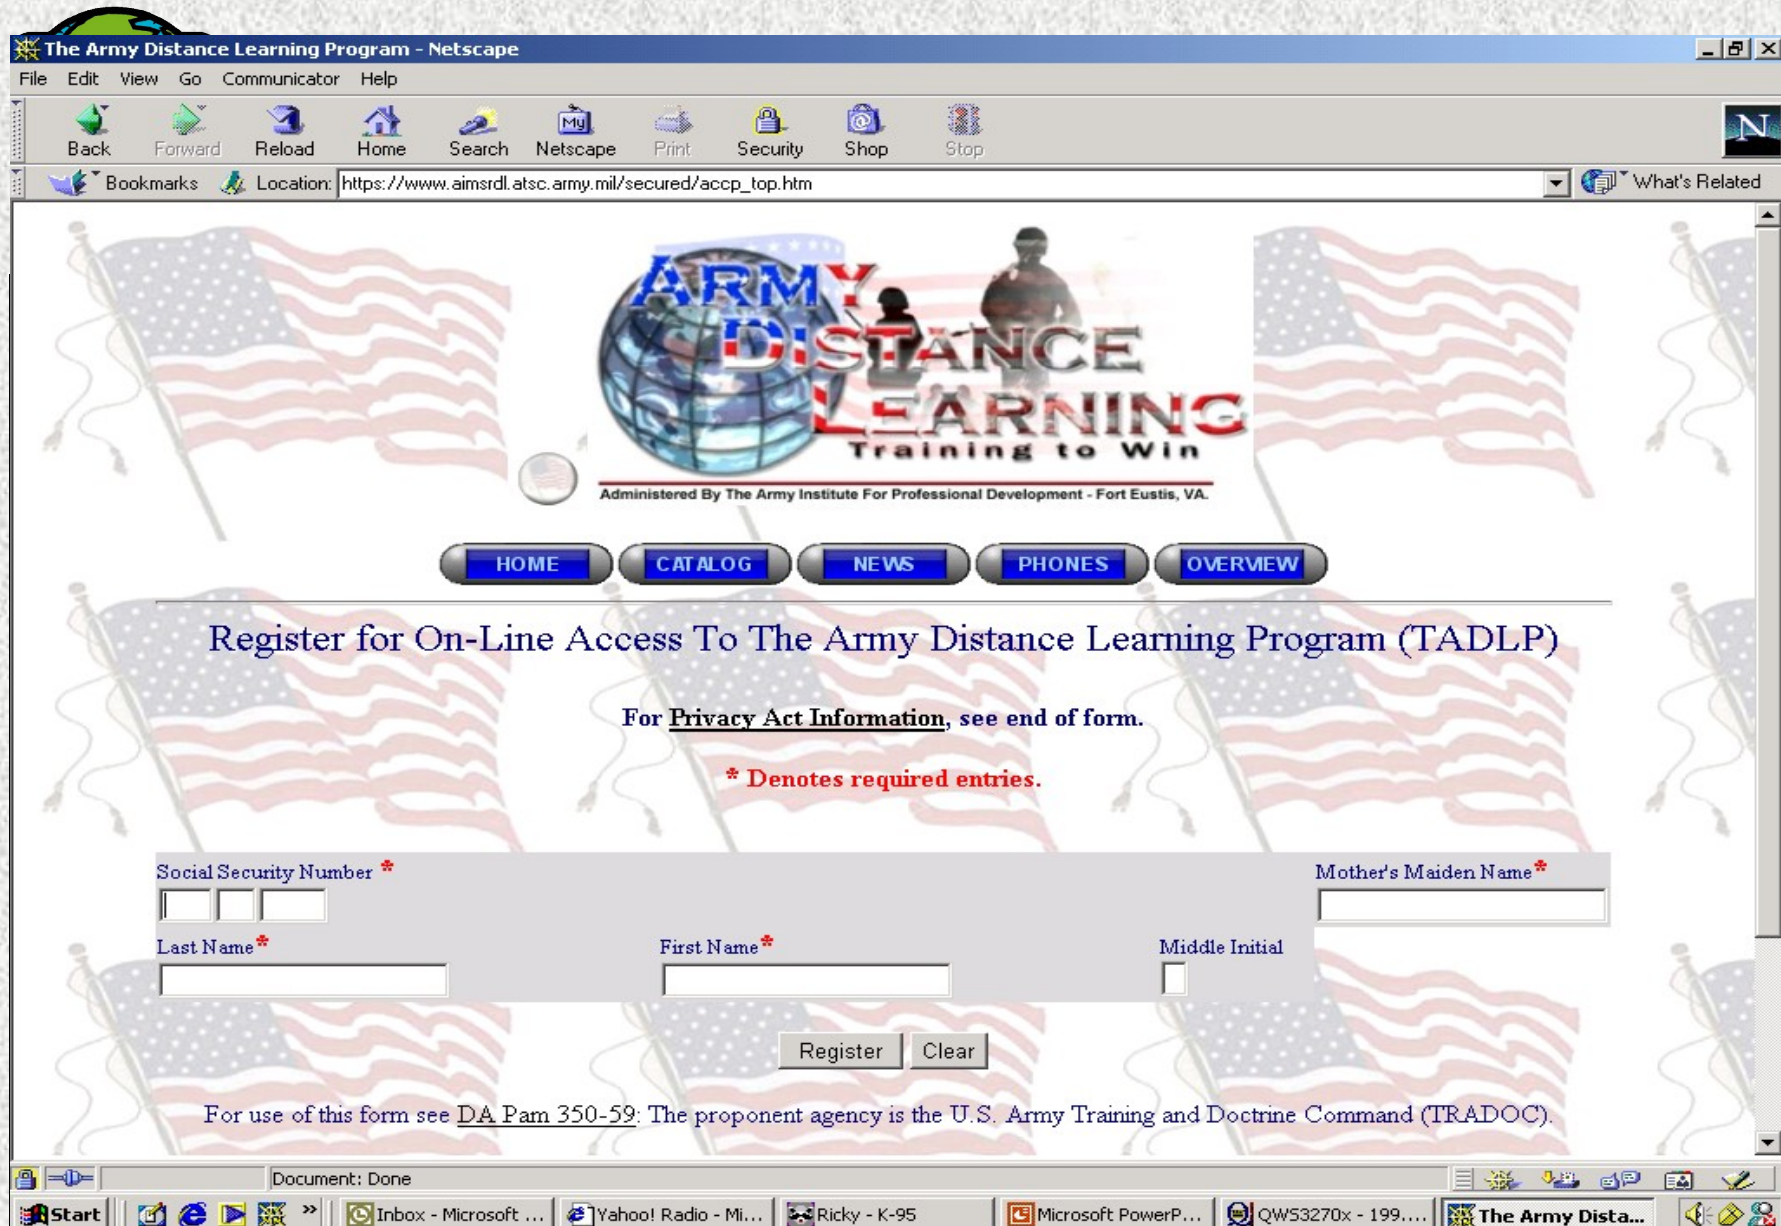 The Army Distance Learning Program - Netscape
File Edit View Go Communicator Help
My
N
Back Forward Reload Home Search Netscape Print Security Shop Stop
Bookmarks Location: https://www.aimsrdl.atsc.army.mil/secured/accp_top.htm What's Related
ARMY
DISTANCE
LEARNING
Training to Win
Administered By The Army Institute For Professional Development - Fort Eustis, VA.
HOME CATALOG NEWS PHONES OVERVIEW
Register for On-Line Access To The Army Distance Learning Program (TADLP)
For Privacy Act Information, see end of form.
* Denotes required entries.
Social Security Number * Mother's Maiden Name*
Last Name* First Name* Middle Initial
Register Clear
For use of this form see DA Pam 350-59: The proponent agency is the U.S. Army Training and Doctrine Command (TRADOC).
Document: Done
Start » Inbox - Microsoft ... Yahoo! Radio - Mi... Ricky - K-95 Microsoft PowerP... QWS3270x - 199.... The Army Dista...